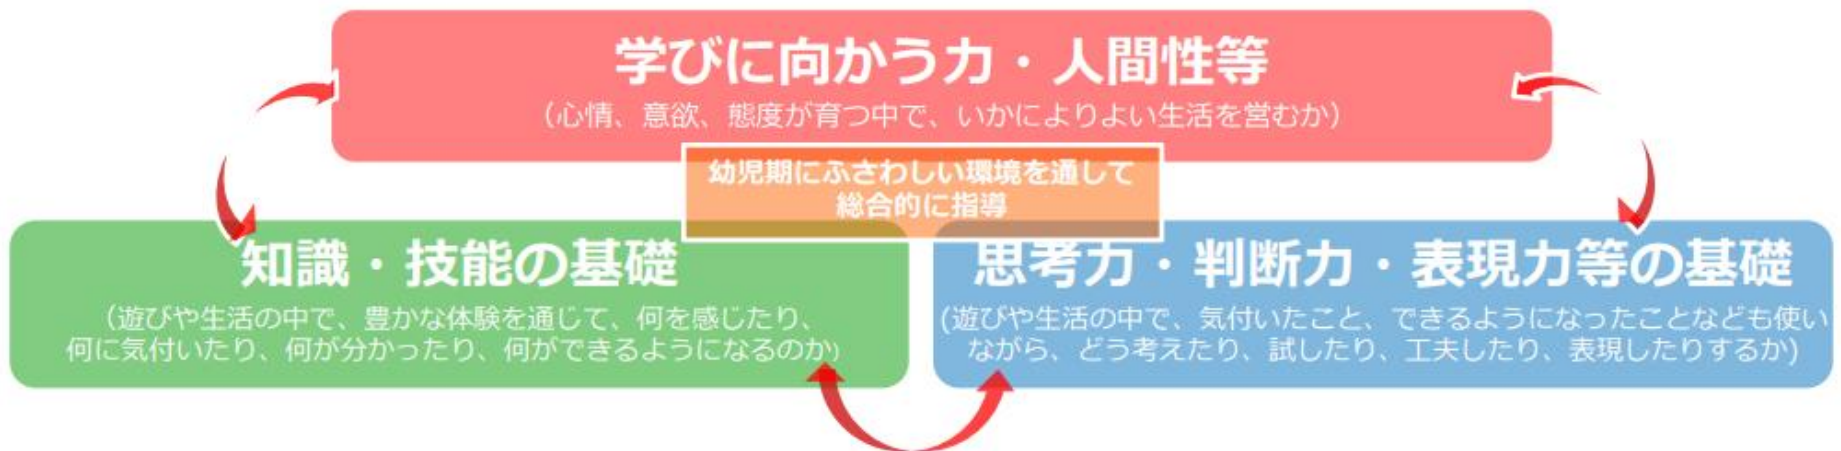 学びに向かう力・人間性等
（心情、意欲、態度が育つ中で、いかによりよい生活を営むか）
幼児期にふさわしい環境を通して
総合的に指導
知識・技能の基礎
（遊びや生活の中で、豊かな体験を通じて、何を感じたり、
何に気付いたり、何が分かったり、何ができるようになるのか）
思考力・判断力・表現力等の基礎
(遊びや生活の中で、気付いたこと、できるようになったことなども使い
ながら、どう考えたり、試したり、工夫したり、表現したりするか)